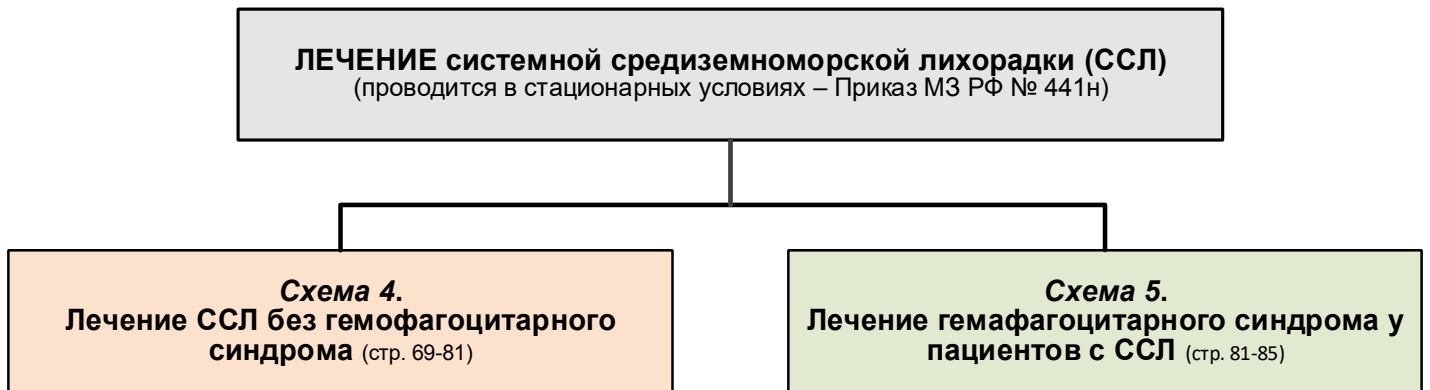 ЛЕЧЕНИЕ системной средиземноморской лихорадки (ССЛ)
(проводится в стационарных условиях – Приказ МЗ РФ № 441н)
Схема 4.
Лечение ССЛ без гемофагоцитарного
синдрома (стр. 69-81)
Схема 5.
Лечение гемафагоцитарного синдрома у
пациентов с ССЛ (стр. 81-85)